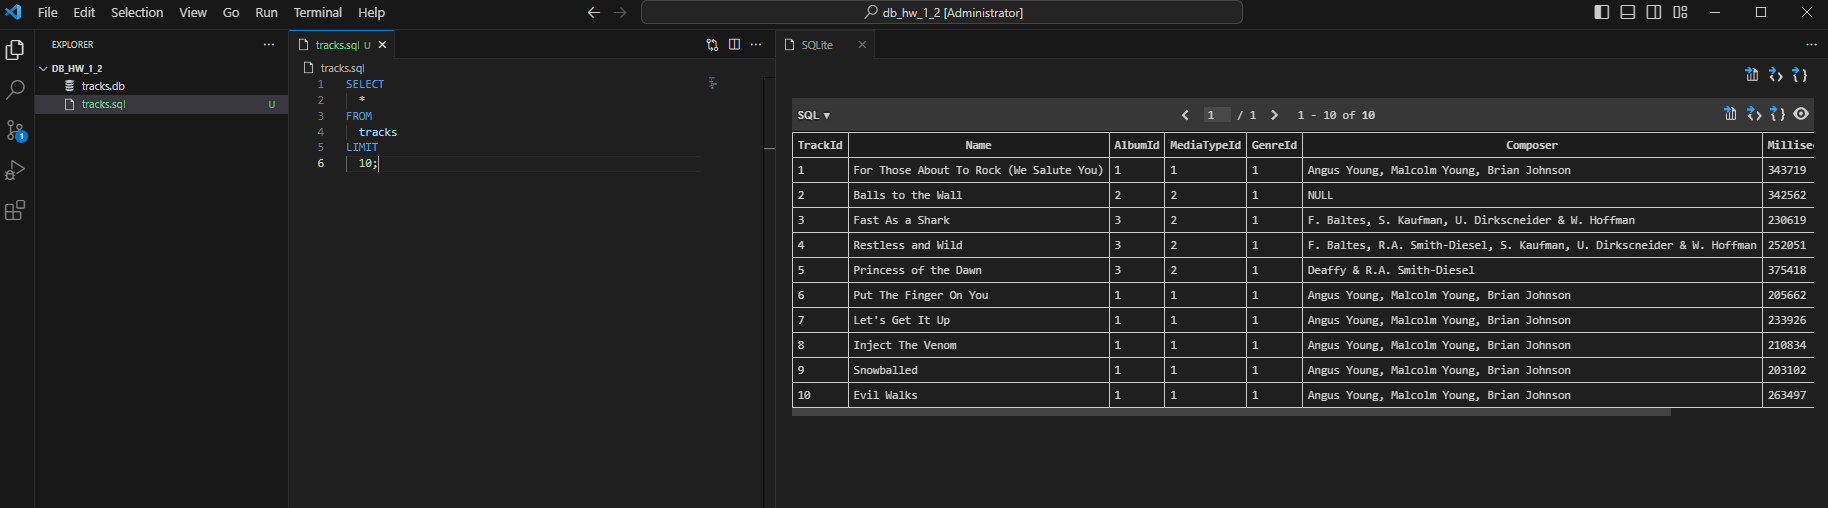 File Edit Selection View Go Run Terminal Help
db_hw_1_2 [Administrator]
EXPLORER
DB_HW_1_2
tracks.db
tracks.sql U
1
tracks.sql U
tracks.sql
1 SELECT
2 *
3 FROM
4 tracks
5 LIMIT
6 10;
SQLite
SQL 1 / 1 1 - 10 of 10
TrackId Name AlbumId MediaTypeId GenreId Composer
1 For Those About To Rock (We Salute You) 1 1 1 Angus Young, Malcolm Young, Brian Johnson 343719
2 Balls to the Wall 2 2 1 NULL 342562
3 Fast As a Shark 3 2 1 F. Baltes, S. Kaufman, U. Dirkscneider & W. Hoffman 230619
4 Restless and Wild 3 2 1 F. Baltes, R.A. Smith-Diesel, S. Kaufman, U. Dirkscneider & W. Hoffman 252051
5 Princess of the Dawn 3 2 1 Deaffy & R.A. Smith-Diesel 375418
6 Put The Finger On You 1 1 1 Angus Young, Malcolm Young, Brian Johnson 205662
7 Let's Get It Up 1 1 1 Angus Young, Malcolm Young, Brian Johnson 233926
8 Inject The Venom 1 1 1 Angus Young, Malcolm Young, Brian Johnson 210834
9 Snowballed 1 1 1 Angus Young, Malcolm Young, Brian Johnson 203102
10 Evil Walks 1 1 1 Angus Young, Malcolm Young, Brian Johnson 263497